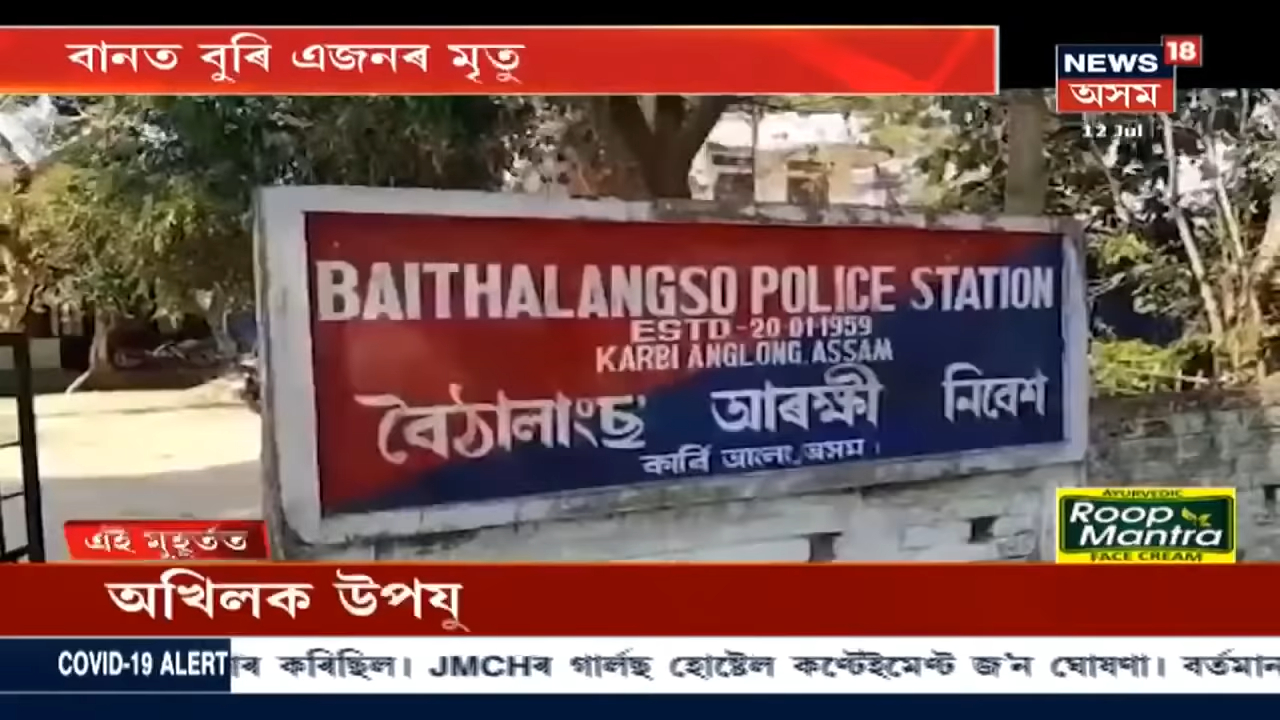 বানত বুৰি এজনৰ মৃতু
NEWS 18
অসম
12 Jul
BAITHALANGSO POLICE STATION
ESTD-20 01 1959
KARBI ANGLONG. ASSAM
বৈঠালাংছ' আৰক্ষী নিবেশ
কাৰ্বি আংলং, অসম।
এই মুহূৰ্তত
AYURVEDIC
Roop Mantra
FACE CREAM
অখিলক উপযু
COVID-19 ALERT ৰ কৰিছিল। JMCHৰ গাৰ্লছ হোষ্টেল কণ্টেইমেণ্ট জ'ন ঘোষণা। বৰ্তমান